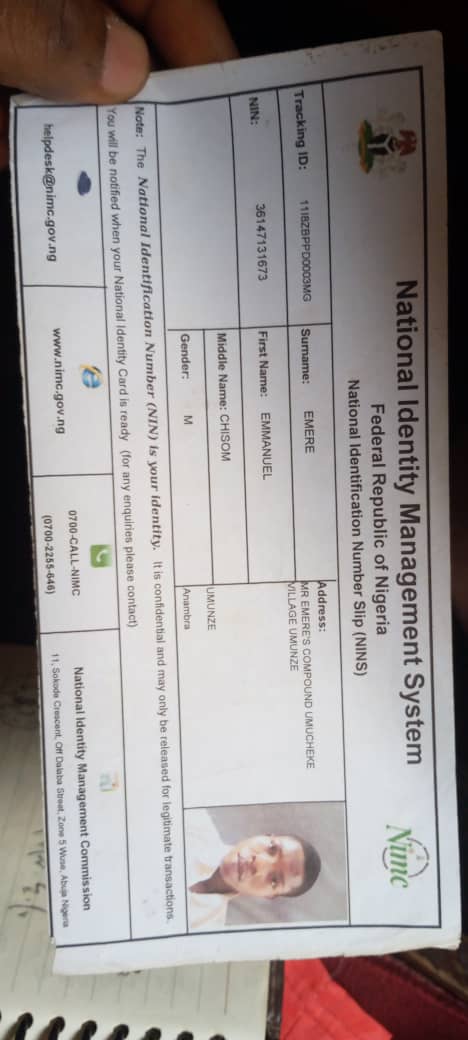 National Identity Management System
Federal Republic of Nigeria
National Identification Number Slip (NINS)
Nimc
Tracking ID: 11I8ZBPPD0003MG
Surname: EMERE
Address:
MR EMERE'S COMPOUND UMUCHEKE
VILLAGE UMUNZE
NIN: 36147131673
First Name: EMMANUEL
Middle Name: CHISOM
UMUNZE
Gender: M
Anambra
Note: The National Identification Number (NIN) is your identity. It is confidential and may only be released for legitimate transactions.
You will be notified when your National Identity Card is ready (for any enquiries please contact)
helpdesk@nimc.gov.ng
www.nimc.gov.ng
0700-CALL-NIMC
(0700-2255-646)
National Identity Management Commission
11, Sokode Crescent, Off Dalaba Street, Zone 5 Wuse, Abuja Nigeria